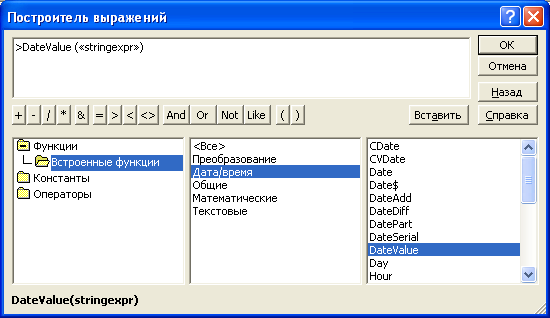 Построитель выражений
>DateValue («stringexpr»)
OK
Отмена
Назад
+ - / * & = > < <> And Or Not Like ( ) Вставить Справка
Функции
Встроенные функции
Константы
Операторы
<Все>
Преобразование
Дата/время
Общие
Математические
Текстовые
CDate
CVDate
Date
Date$
DateAdd
DateDiff
DatePart
DateSerial
DateValue
Day
Hour
DateValue(stringexpr)